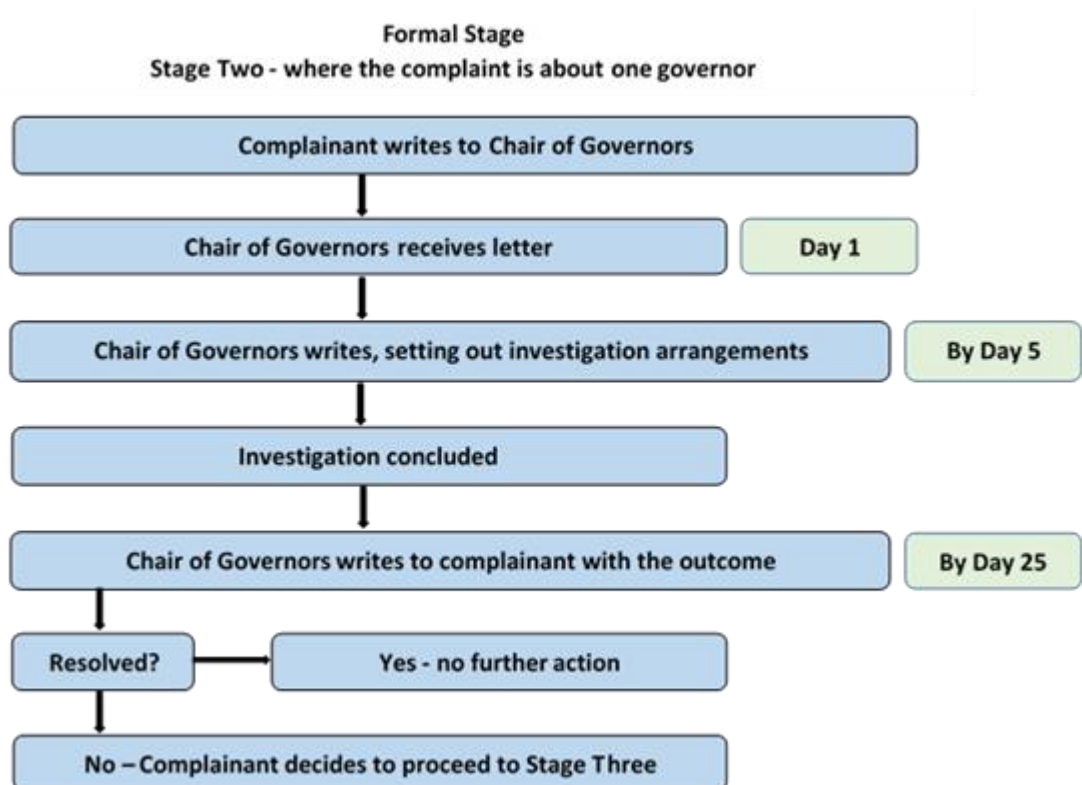 Formal Stage
Stage Two - where the complaint is about one governor
Complainant writes to Chair of Governors
Chair of Governors receives letter
Day 1
Chair of Governors writes, setting out investigation arrangements
By Day 5
Investigation concluded
Chair of Governors writes to complainant with the outcome
By Day 25
Resolved?
Yes - no further action
No – Complainant decides to proceed to Stage Three